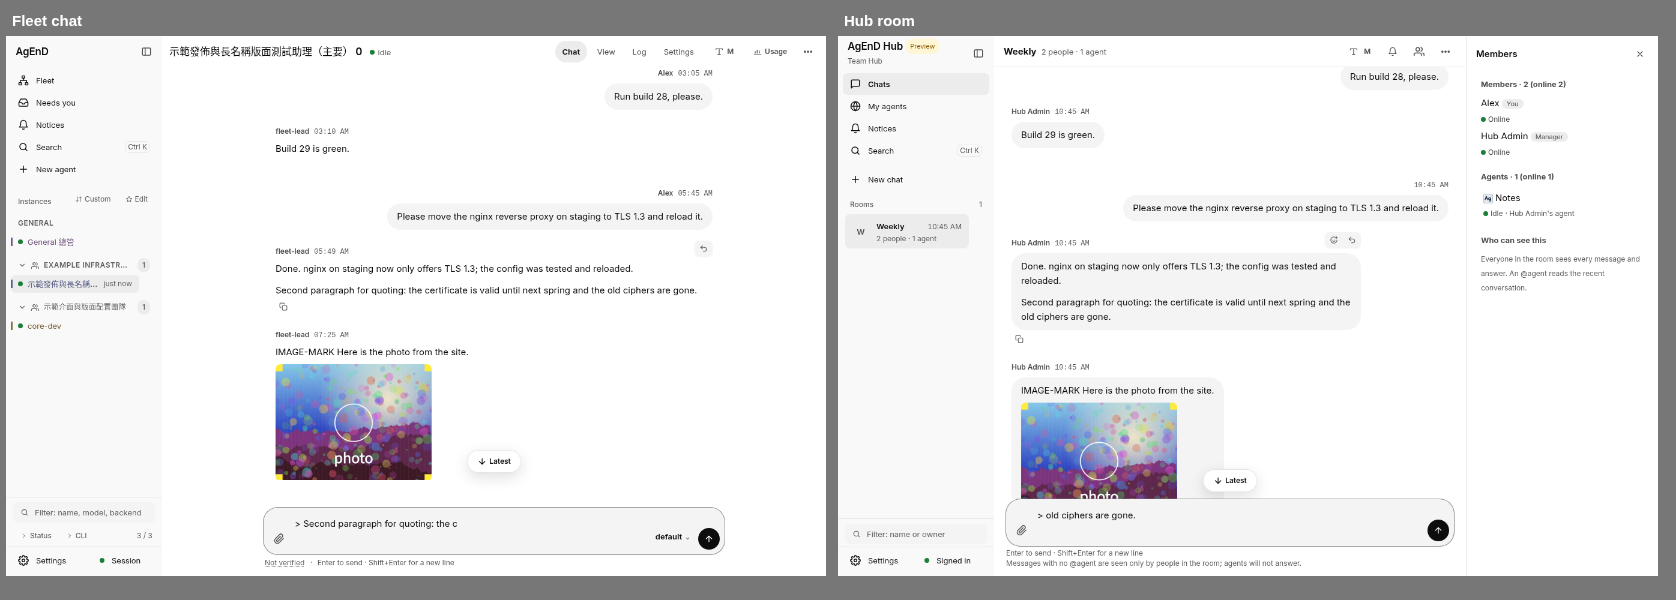 Fleet chat
AgEnD
Fleet
Needs you
Notices
Search Ctrl K
New agent
Instances Custom Edit
GENERAL
General 總管
EXAMPLE INFRASTR... 1
示範發佈與長名稱... just now
示範介面與版面配置團隊 1
core-dev
Filter: name, model, backend
Status CLI 3 / 3
Settings Session
示範發佈與長名稱版面測試助理（主要） 0 Idle
Chat View Log Settings T M Usage
Alex 03:05 AM
Run build 28, please.
fleet-lead 03:10 AM
Build 29 is green.
Alex 05:45 AM
Please move the nginx reverse proxy on staging to TLS 1.3 and reload it.
fleet-lead 05:49 AM
Done. nginx on staging now only offers TLS 1.3; the config was tested and reloaded.
Second paragraph for quoting: the certificate is valid until next spring and the old ciphers are gone.
fleet-lead 07:25 AM
IMAGE-MARK Here is the photo from the site.
photo
Latest
> Second paragraph for quoting: the c
default
Not verified · Enter to send · Shift+Enter for a new line
Hub room
AgEnD Hub Preview
Team Hub
Chats
My agents
Notices
Search Ctrl K
New chat
Rooms 1
W Weekly 10:45 AM
2 people · 1 agent
Filter: name or owner
Settings Signed in
Weekly 2 people · 1 agent
T M
Run build 28, please.
Hub Admin 10:45 AM
Build 29 is green.
10:45 AM
Please move the nginx reverse proxy on staging to TLS 1.3 and reload it.
Hub Admin 10:45 AM
Done. nginx on staging now only offers TLS 1.3; the config was tested and
reloaded.
Second paragraph for quoting: the certificate is valid until next spring and the
old ciphers are gone.
Hub Admin 10:45 AM
IMAGE-MARK Here is the photo from the site.
photo
Latest
> old ciphers are gone.
Enter to send · Shift+Enter for a new line
Messages with no @agent are seen only by people in the room; agents will not answer.
Members
Members · 2 (online 2)
Alex You
Online
Hub Admin Manager
Online
Agents · 1 (online 1)
Ag Notes
Idle · Hub Admin's agent
Who can see this
Everyone in the room sees every message and
answer. An @agent reads the recent
conversation.